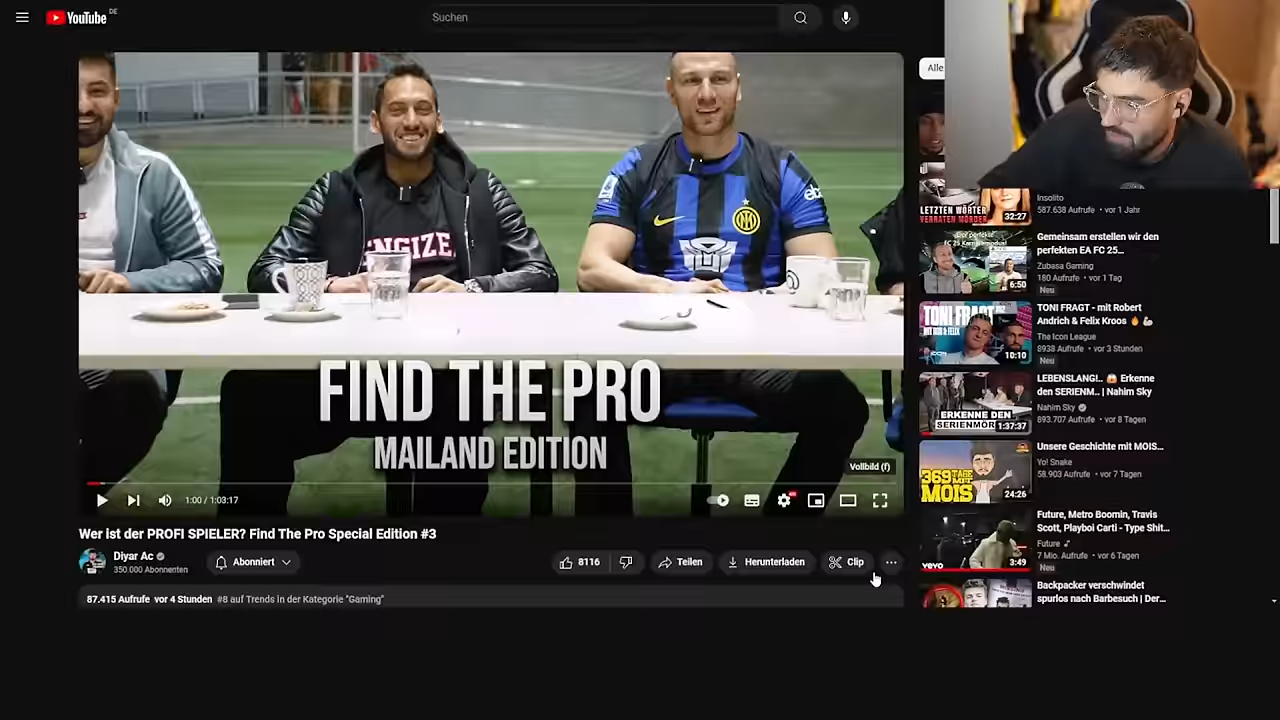 YouTube DE
Suchen
NGIZE
FIND THE PRO
MAILAND EDITION
Vollbild (f)
1:00 / 1:03:17
Wer ist der PROFI SPIELER? Find The Pro Special Edition #3
Diyar Ac
350.000 Abonnenten
Abonniert
8116
Teilen
Herunterladen
Clip
87.415 Aufrufe vor 4 Stunden #8 auf Trends in der Kategorie "Gaming"
Alle
LETZTEN WÖRTER
VERRATEN MÖRDER
32:27
Insolito
587.638 Aufrufe • vor 1 Jahr
6:50
Gemeinsam erstellen wir den
perfekten EA FC 25...
Zubasa Gaming
180 Aufrufe • vor 1 Tag
Neu
TONI FRAGT
10:10
TONI FRAGT - mit Robert
Andrich & Felix Kroos 🔥 💪
The Icon League
8938 Aufrufe • vor 3 Stunden
Neu
ERKENNE DEN
SERIENMÖR
1:37:37
LEBENSLANG!.. 😱 Erkenne
den SERIENM... | Nahim Sky
Nahim Sky
893.707 Aufrufe • vor 8 Tagen
369 TAGE
MIT
MOIS
24:26
Unsere Geschichte mit MOIS...
Yo! Snake
58.903 Aufrufe • vor 7 Tagen
vevo
3:49
Future, Metro Boomin, Travis
Scott, Playboi Carti - Type Shit...
Future
7 Mio. Aufrufe • vor 6 Tagen
Neu
Backpacker verschwindet
spurlos nach Barbesuch | Der...